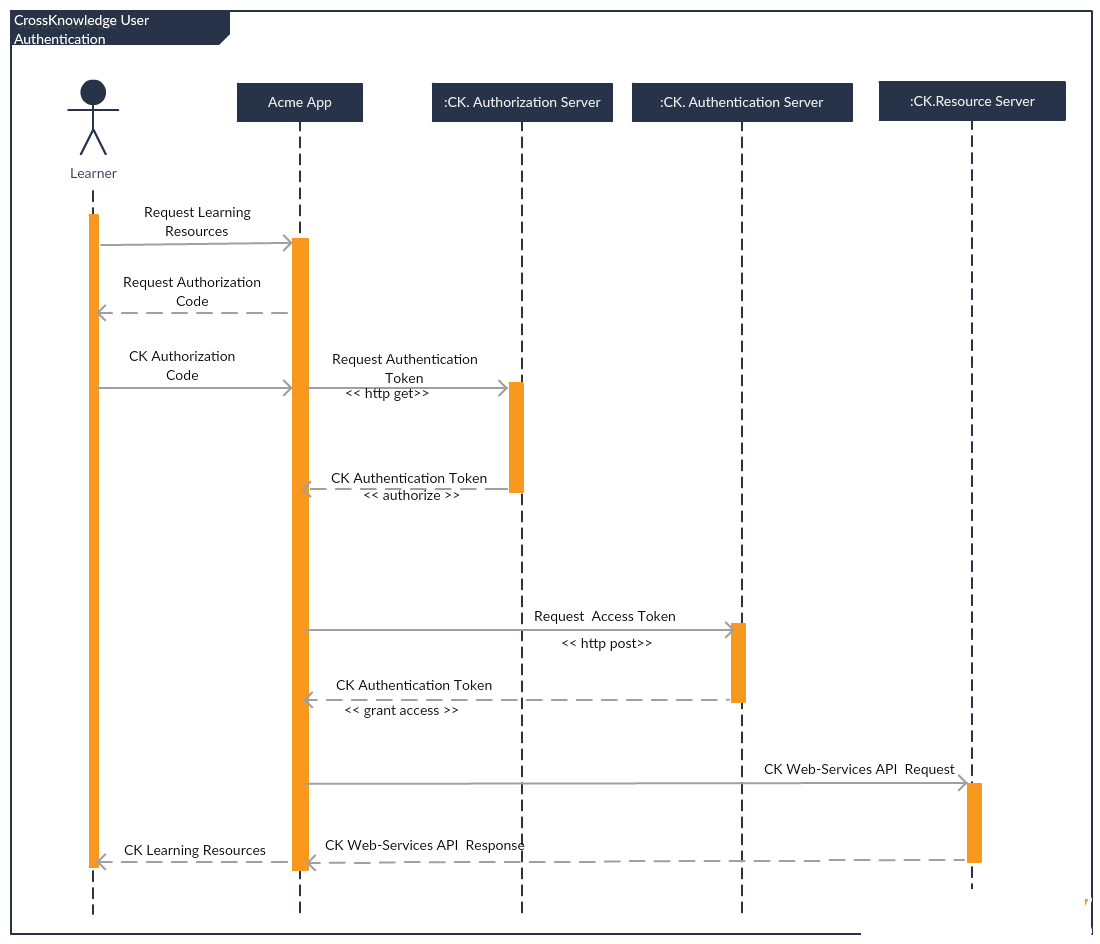 CrossKnowledge User
Authentication
Acme App
:CK. Authorization Server
:CK. Authentication Server
:CK.Resource Server
Learner
Request Learning
Resources
Request Authorization
Code
CK Authorization
Code
Request Authentication
Token
<< http get>>
CK Authentication Token
<< authorize >>
Request  Access Token
<< http post>>
CK Authentication Token
<< grant access >>
CK Web-Services API  Request
CK Web-Services API  Response
CK Learning Resources